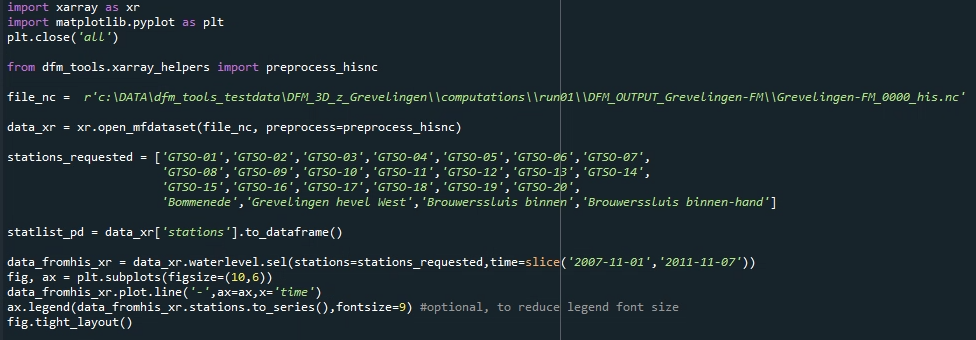 import xarray as xr
import matplotlib.pyplot as plt
plt.close('all')
from dfm_tools.xarray_helpers import preprocess_hisnc
file_nc = r'c:\DATA\dfm_tools_testdata\DFM_3D_z_Grevelingen\\computations\\run01\\DFM_OUTPUT_Grevelingen-FM\\Grevelingen-FM_0000_his.nc'
data_xr = xr.open_mfdataset(file_nc, preprocess=preprocess_hisnc)
stations_requested = ['GTSO-01','GTSO-02','GTSO-03','GTSO-04','GTSO-05','GTSO-06','GTSO-07',
'GTSO-08','GTSO-09','GTSO-10','GTSO-11','GTSO-12','GTSO-13','GTSO-14',
'GTSO-15','GTSO-16','GTSO-17','GTSO-18','GTSO-19','GTSO-20',
'Bommenede','Grevelingen hevel West','Brouwerssluis binnen','Brouwerssluis binnen-hand']
statlist_pd = data_xr['stations'].to_dataframe()
data_fromhis_xr = data_xr.waterlevel.sel(stations=stations_requested,time=slice('2007-11-01','2011-11-07'))
fig, ax = plt.subplots(figsize=(10,6))
data_fromhis_xr.plot.line('-',ax=ax,x='time')
ax.legend(data_fromhis_xr.stations.to_series(),fontsize=9) #optional, to reduce legend font size
fig.tight_layout()